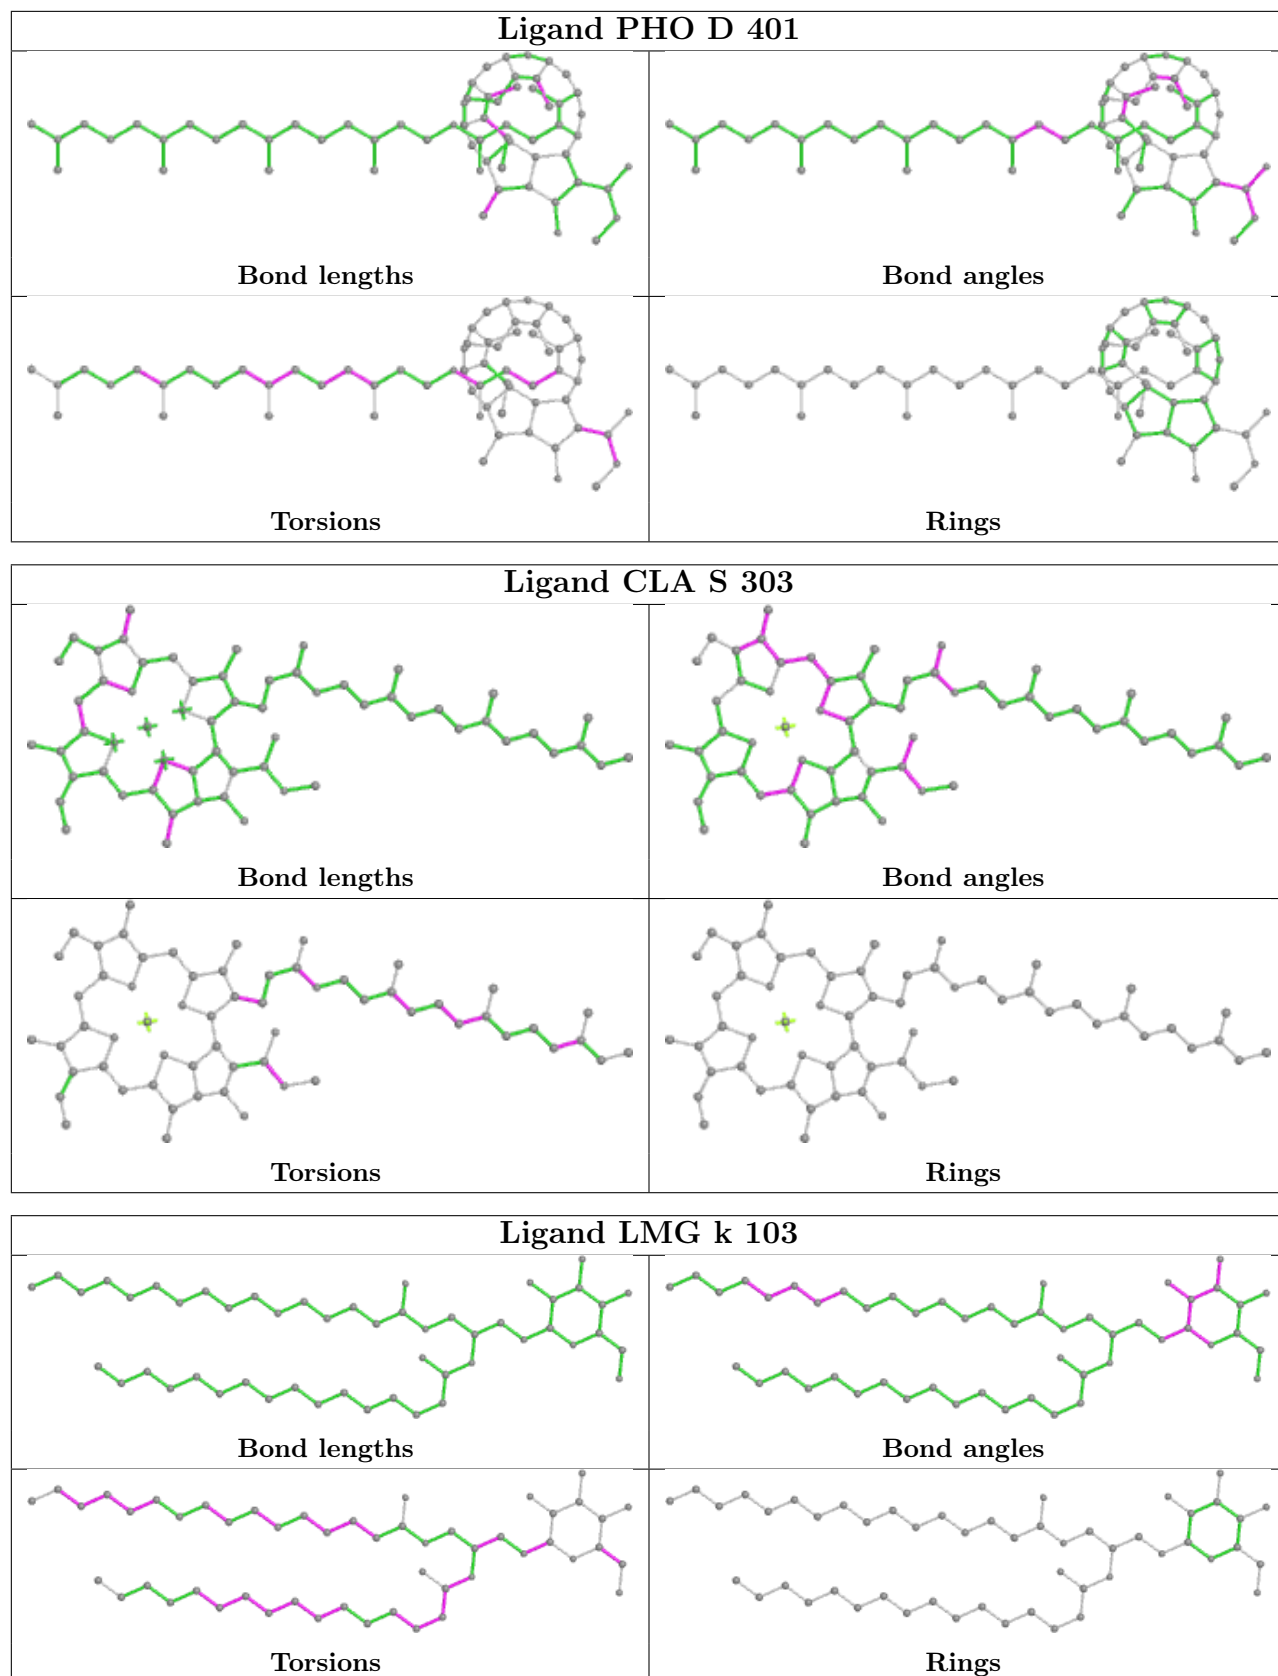 Ligand PHO D 401
Bond lengths
Bond angles
Torsions
Rings
Ligand CLA S 303
Bond lengths
Bond angles
Torsions
Rings
Ligand LMG k 103
Bond lengths
Bond angles
Torsions
Rings